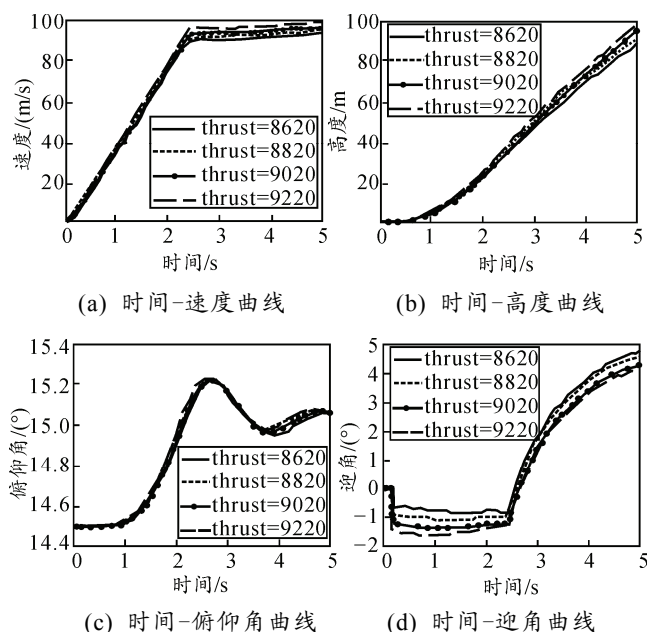 100
80
60
40
20
速度/(m/s)
thrust=8620
thrust=8820
thrust=9020
thrust=9220
0 1 2 3 4 5
时间/s
(a) 时间-速度曲线
100
80
60
40
20
高度/m
thrust=8620
thrust=8820
thrust=9020
thrust=9220
0 1 2 3 4 5
时间/s
(b) 时间-高度曲线
15.4
15.2
15.0
14.8
14.6
14.4
俯仰角/(°)
thrust=8620
thrust=8820
thrust=9020
thrust=9220
0 1 2 3 4 5
时间/s
(c) 时间-俯仰角曲线
5
4
3
2
1
0
-1
-2
迎角/(°)
thrust=8620
thrust=8820
thrust=9020
thrust=9220
0 1 2 3 4 5
时间/s
(d) 时间-迎角曲线